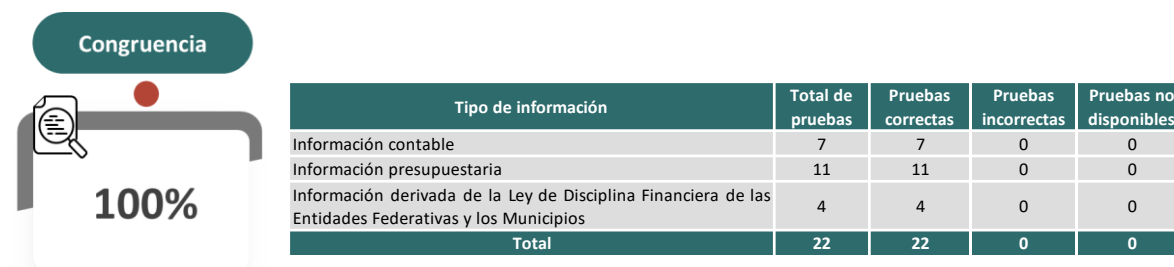 Congruencia
100%
Tipo de información Total de pruebas Pruebas correctas Pruebas incorrectas Pruebas no disponibles
Información contable 7 7 0 0
Información presupuestaria 11 11 0 0
Información derivada de la Ley de Disciplina Financiera de las
Entidades Federativas y los Municipios 4 4 0 0
Total 22 22 0 0